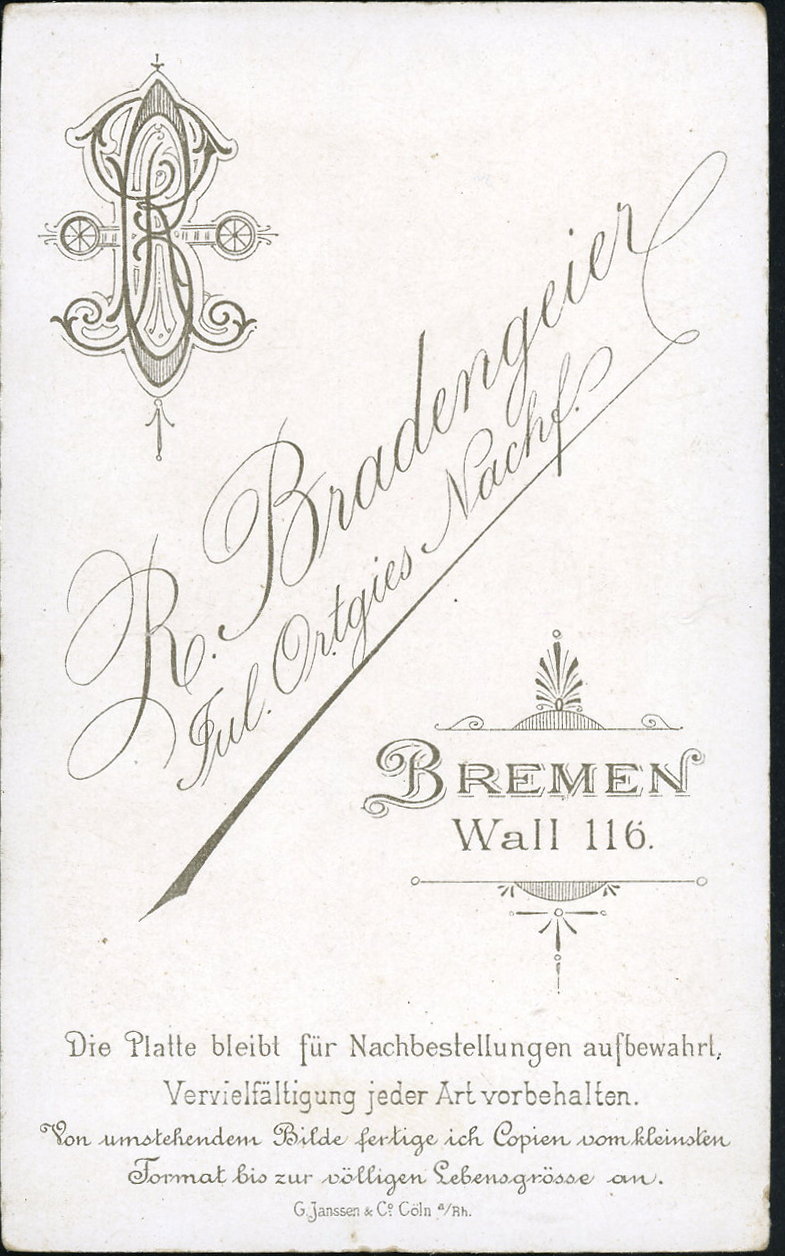 R. Bradengeier
Jul. Ortgies Nachf.
BREMEN
Wall 116.
Die Platte bleibt für Nachbestellungen aufbewahrt,
Vervielfältigung jeder Art vorbehalten.
Von umstehendem Bilde fertige ich Copien vom kleinsten
Format bis zur völligen Lebensgrösse an.
G. Janssen & Co. Cöln a/Rh.